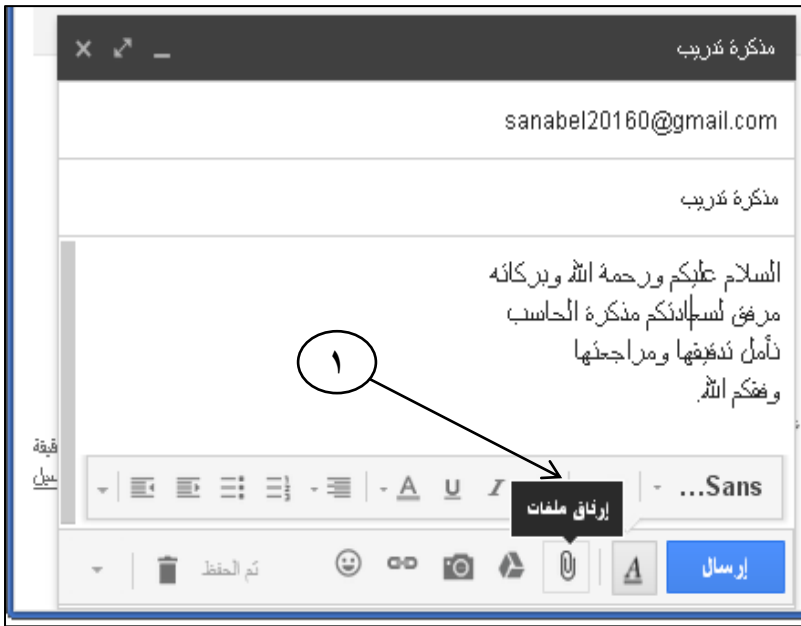 مذكرة تدريب
sanabel20160@gmail.com
مذكرة تدريب
السلام عليكم ورحمة الله وبركاته
مرفق لسعادتكم مذكرة الحاسب
نأمل تدقيقها ومراجعتها
وفقكم الله.
١
Sans...
A U I
إرفاق ملفات
إرسال A تم الحفظ